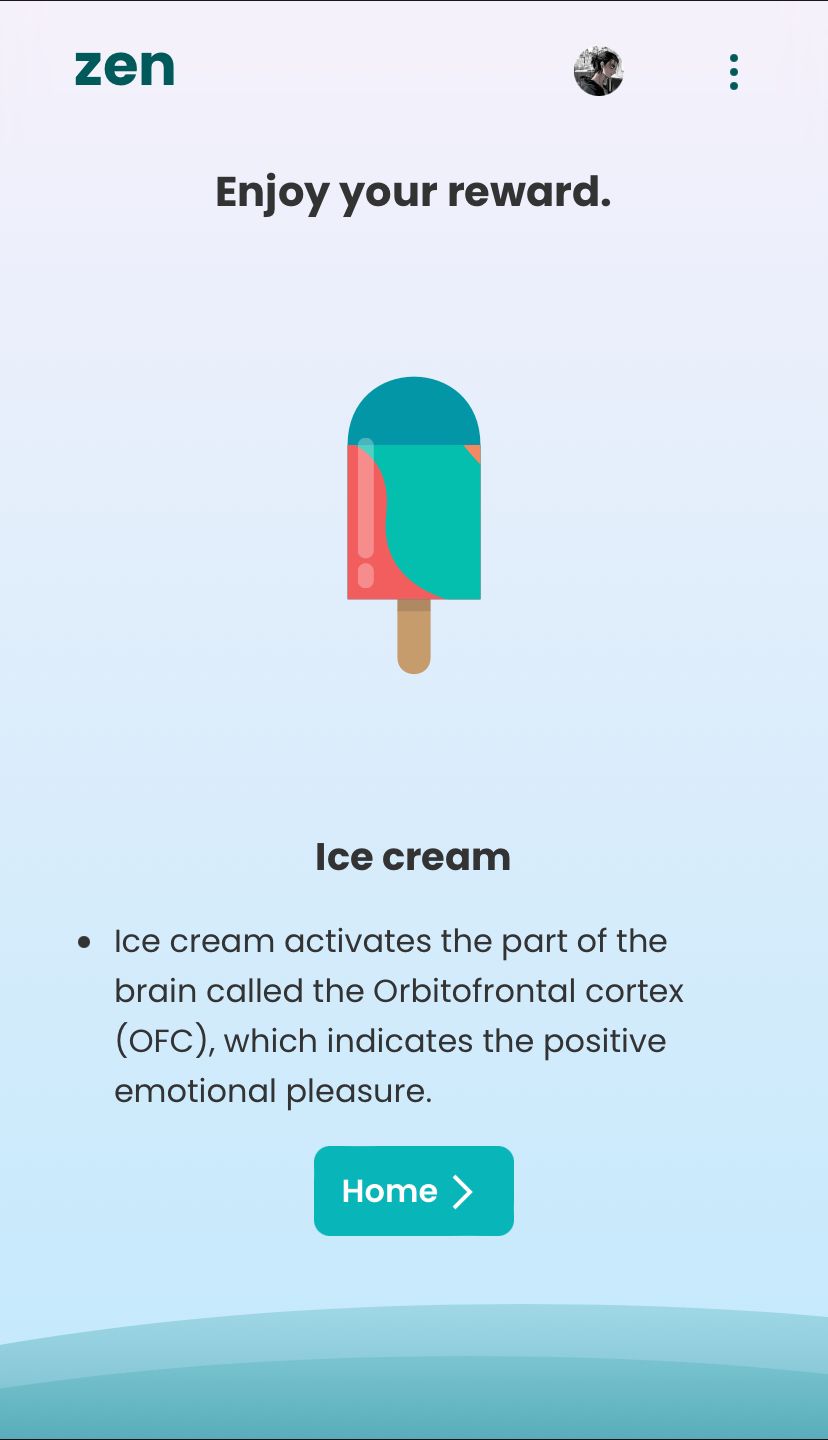 zen
Enjoy your reward.
Ice cream
• Ice cream activates the part of the
brain called the Orbitofrontal cortex
(OFC), which indicates the positive
emotional pleasure.
Home